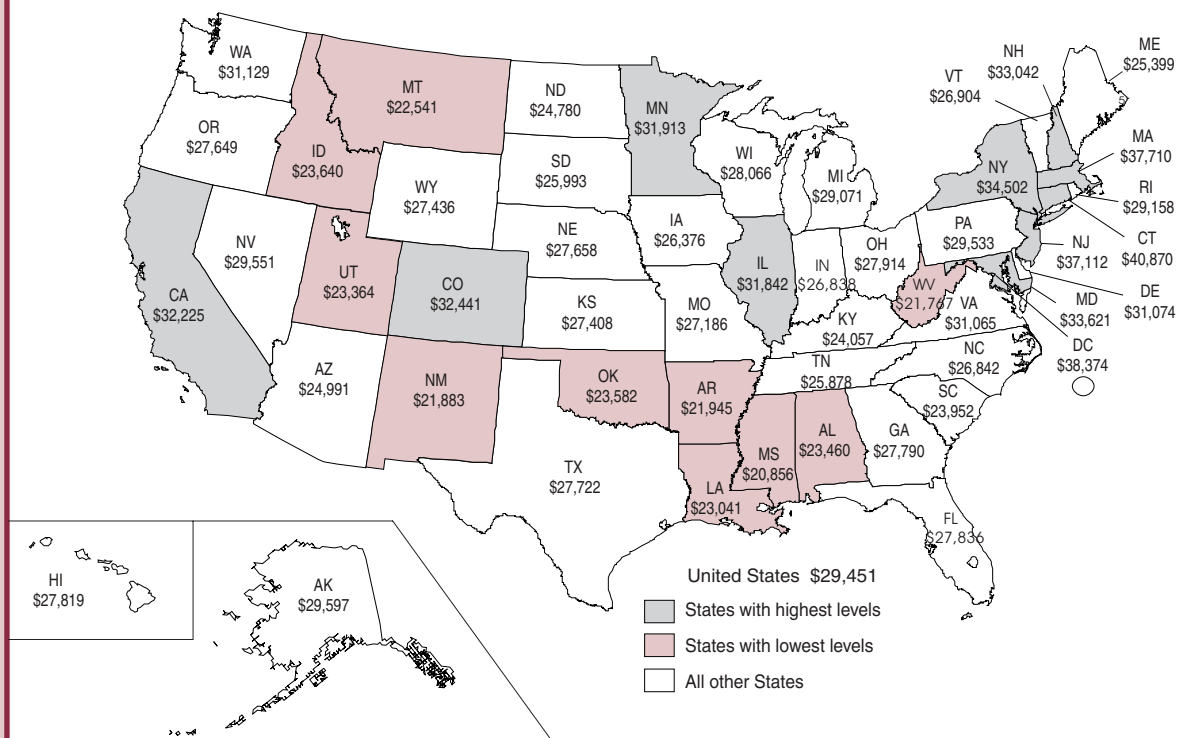 WA
$31,129
MT
$22,541
ND
$24,780
MN
$31,913
VT
$26,904
NH
$33,042
ME
$25,399
OR
$27,649
ID
$23,640
WY
$27,436
SD
$25,993
WI
$28,066
MI
$29,071
NY
$34,502
MA
$37,710
RI
$29,158
CT
$40,870
NJ
$37,112
DE
$31,074
MD
$33,621
DC
$38,374
CA
$32,225
NV
$29,551
UT
$23,364
CO
$32,441
NE
$27,658
IA
$26,376
IL
$31,842
IN
$26,838
OH
$27,914
PA
$29,533
WV
$21,767
VA
$31,065
KS
$27,408
MO
$27,186
KY
$24,057
AZ
$24,991
NM
$21,883
OK
$23,582
AR
$21,945
TN
$25,878
NC
$26,842
SC
$23,952
TX
$27,722
LA
$23,041
MS
$20,856
AL
$23,460
GA
$27,790
FL
$27,836
HI
$27,819
AK
$29,597
United States $29,451
States with highest levels
States with lowest levels
All other States